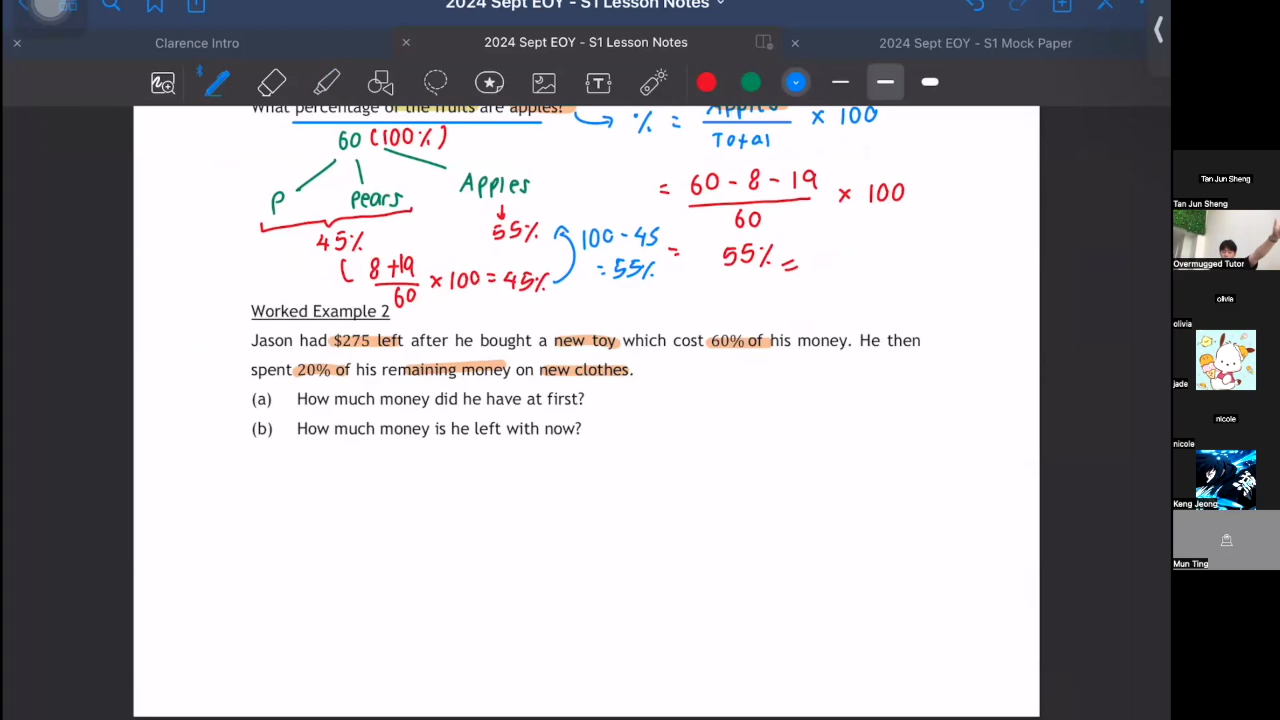 2024 Sept EOY - S1 Lesson Notes
Clarence Intro
2024 Sept EOY - S1 Lesson Notes
2024 Sept EOY - S1 Mock Paper
What percentage of the fruits are apples?
% = Apples / Total × 100
60 (100%)
P
Pears
Apples
45%
55%
( 8+19 / 60 × 100 = 45%
100 - 45
= 55%
= 60 - 8 - 19 / 60 × 100
= 55%
Worked Example 2
Jason had $275 left after he bought a new toy which cost 60% of his money. He then
spent 20% of his remaining money on new clothes.
(a) How much money did he have at first?
(b) How much money is he left with now?
Tan Jun Sheng
Tan Jun Sheng
Overmugged Tutor
olivia
olivia
jade
nicole
nicole
Keng Jeong
Mun Ting